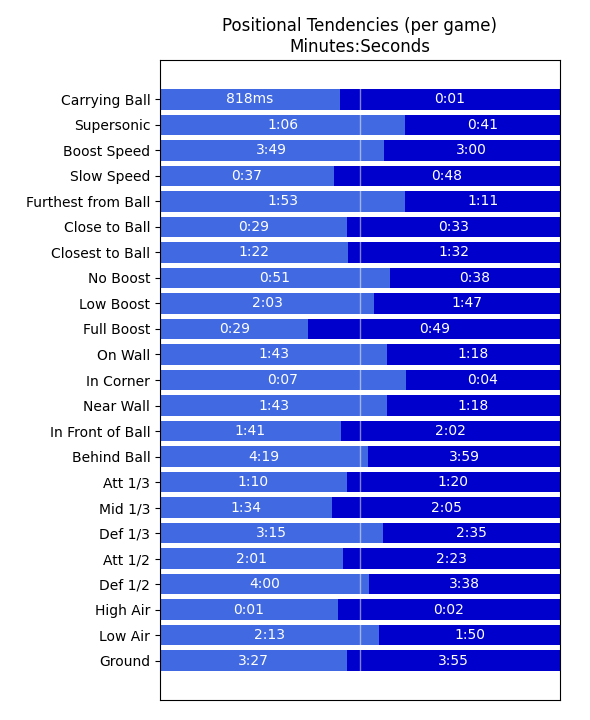 Positional Tendencies (per game)
Minutes:Seconds
Carrying Ball 818ms 0:01
Supersonic 1:06 0:41
Boost Speed 3:49 3:00
Slow Speed 0:37 0:48
Furthest from Ball 1:53 1:11
Close to Ball 0:29 0:33
Closest to Ball 1:22 1:32
No Boost 0:51 0:38
Low Boost 2:03 1:47
Full Boost 0:29 0:49
On Wall 1:43 1:18
In Corner 0:07 0:04
Near Wall 1:43 1:18
In Front of Ball 1:41 2:02
Behind Ball 4:19 3:59
Att 1/3 1:10 1:20
Mid 1/3 1:34 2:05
Def 1/3 3:15 2:35
Att 1/2 2:01 2:23
Def 1/2 4:00 3:38
High Air 0:01 0:02
Low Air 2:13 1:50
Ground 3:27 3:55